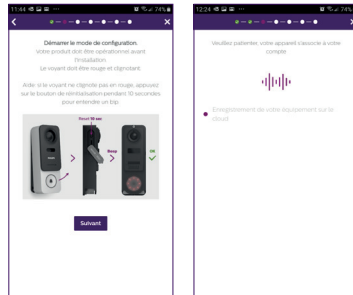 11:44
74%
Démarrer le mode de configuration.
Votre produit doit être opérationnel avant
l'installation.
Le voyant doit être rouge et clignotant
Aide: si le voyant ne clignote pas en rouge, appuyez
sur le bouton de réinitialisation pendant 10 secondes
pour entendre un bip
Reset 10 sec
Beep
OK
Suivant
12:24
74%
Veuillez patienter, votre appareil s'associe à votre
compte
Enregistrement de votre équipement sur le
cloud